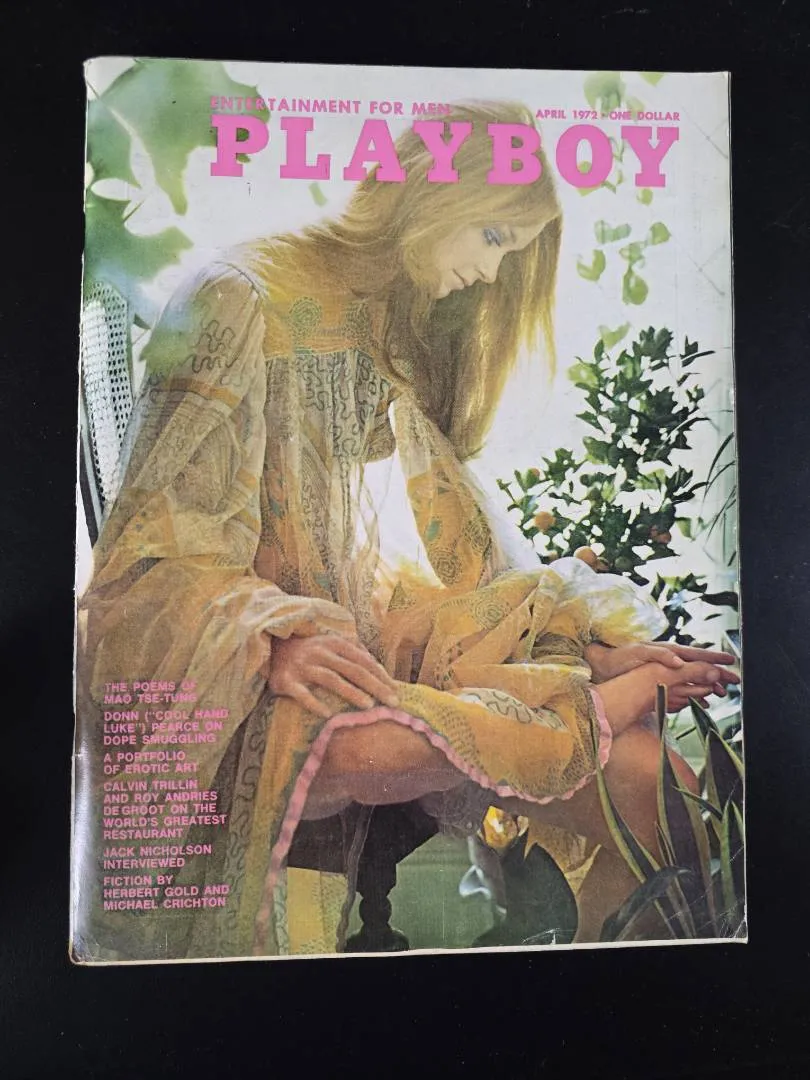 ENTERTAINMENT FOR MEN
APRIL 1972 • ONE DOLLAR
PLAYBOY
THE POEMS OF
MAO TSE-TUNG
DONN ("COOL HAND
LUKE") PEARCE ON
DOPE SMUGGLING
A PORTFOLIO
OF EROTIC ART
CALVIN TRILLIN
AND ROY ANDRIES
DE GROOT ON THE
WORLD'S GREATEST
RESTAURANT
JACK NICHOLSON
INTERVIEWED
FICTION BY
HERBERT GOLD AND
MICHAEL CRICHTON